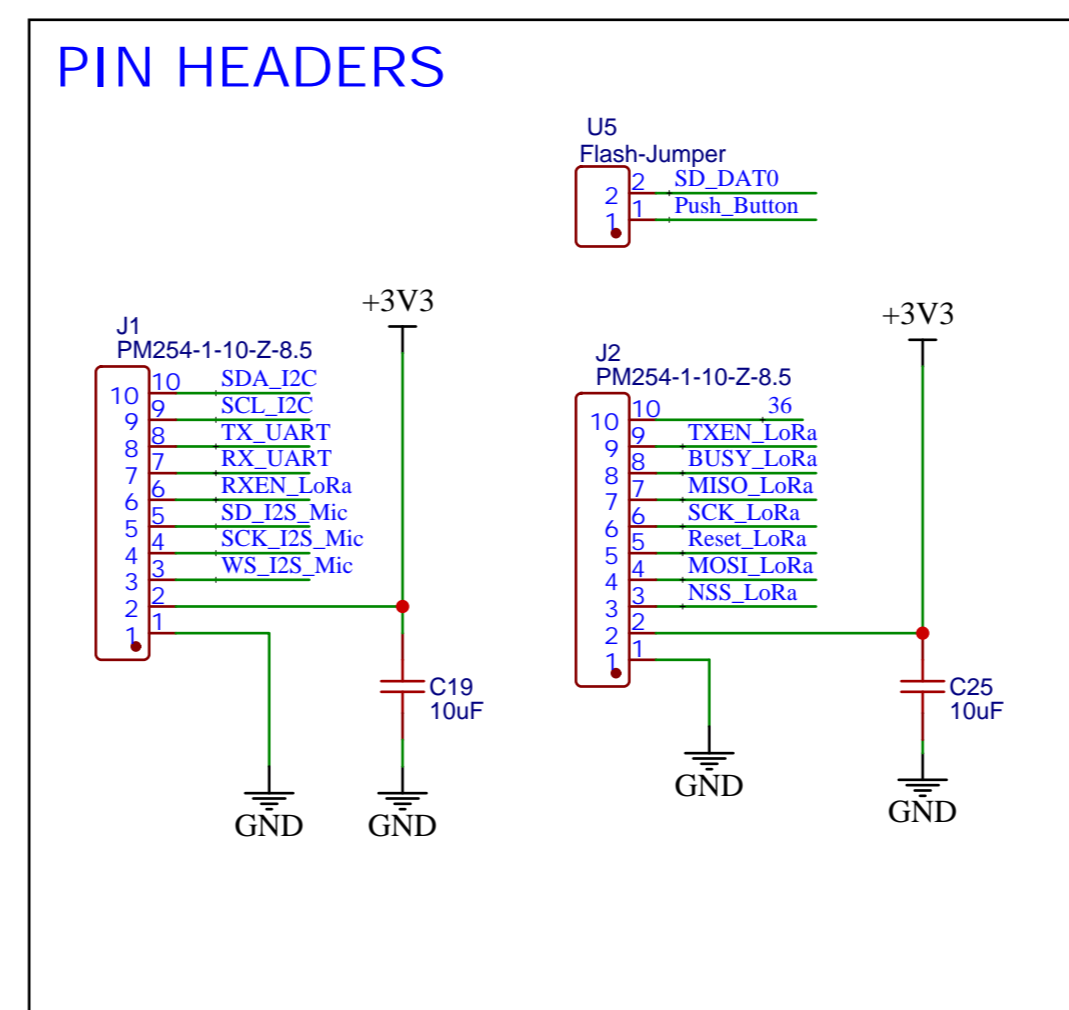 PIN HEADERS
U5
Flash-Jumper
2 2 SD_DAT0
1 1 Push_Button
+3V3
J1
PM254-1-10-Z-8.5
10 10 SDA_I2C
9 9 SCL_I2C
8 8 TX_UART
7 7 RX_UART
6 6 RXEN_LoRa
5 5 SD_I2S_Mic
4 4 SCK_I2S_Mic
3 3 WS_I2S_Mic
2 2
1 1
C19
10uF
GND
GND
+3V3
J2
PM254-1-10-Z-8.5
10 10 36
9 9 TXEN_LoRa
8 8 BUSY_LoRa
7 7 MISO_LoRa
6 6 SCK_LoRa
5 5 Reset_LoRa
4 4 MOSI_LoRa
3 3 NSS_LoRa
2 2
1 1
C25
10uF
GND
GND